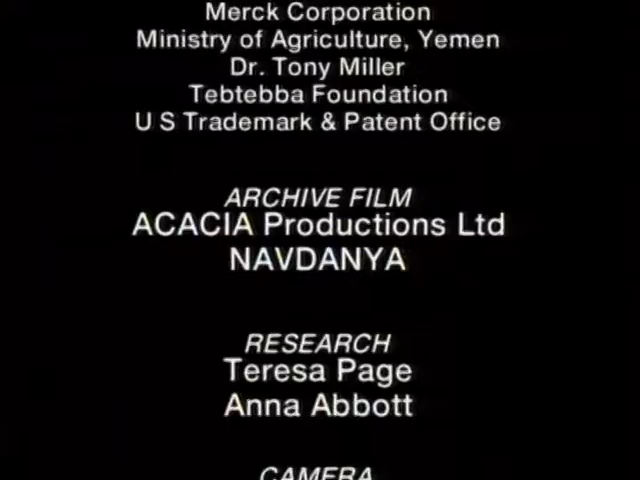 Merck Corporation
Ministry of Agriculture, Yemen
Dr. Tony Miller
Tebtebba Foundation
U S Trademark & Patent Office
ARCHIVE FILM
ACACIA Productions Ltd
NAVDANYA
RESEARCH
Teresa Page
Anna Abbott
CAMERA